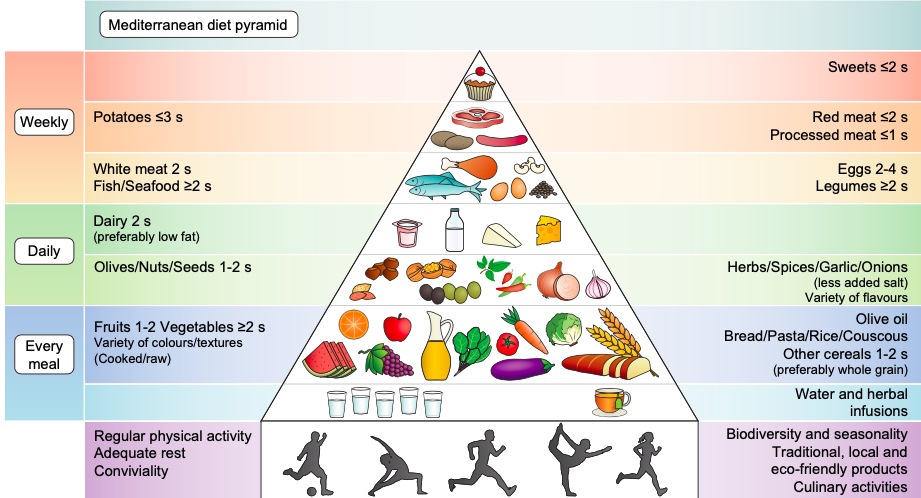 Mediterranean diet pyramid
Weekly
Sweets ≤2 s
Potatoes ≤3 s
Red meat ≤2 s
Processed meat ≤1 s
White meat 2 s
Fish/Seafood ≥2 s
Eggs 2-4 s
Legumes ≥2 s
Daily
Dairy 2 s
(preferably low fat)
Olives/Nuts/Seeds 1-2 s
Herbs/Spices/Garlic/Onions
(less added salt)
Variety of flavours
Every
meal
Fruits 1-2 Vegetables ≥2 s
Variety of colours/textures
(Cooked/raw)
Olive oil
Bread/Pasta/Rice/Couscous
Other cereals 1-2 s
(preferably whole grain)
Water and herbal
infusions
Regular physical activity
Adequate rest
Conviviality
Biodiversity and seasonality
Traditional, local and
eco-friendly products
Culinary activities